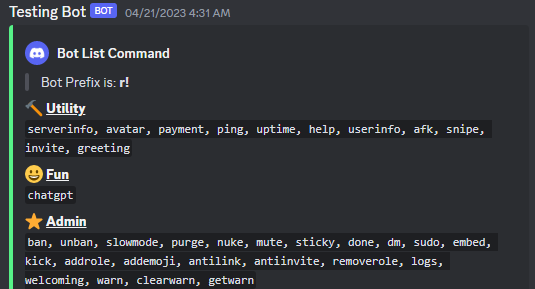 Testing Bot BOT 04/21/2023 4:31 AM
Bot List Command
Bot Prefix is: r!
Utility
serverinfo, avatar, payment, ping, uptime, help, userinfo, afk, snipe,
invite, greeting
Fun
chatgpt
Admin
ban, unban, slowmode, purge, nuke, mute, sticky, done, dm, sudo, embed,
kick, addrole, addemoji, antilink, antiinvite, removerole, logs,
welcoming, warn, clearwarn, getwarn